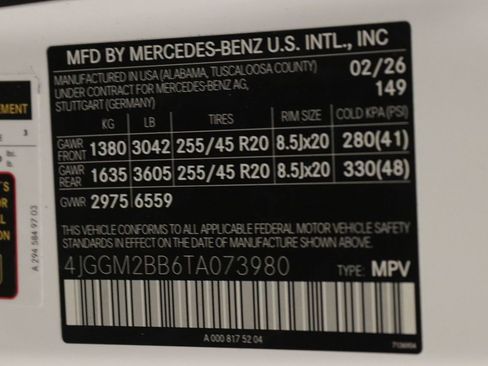 MFD BY MERCEDES-BENZ U.S. INTL., INC
MANUFACTURED IN USA (ALABAMA, TUSCALOOSA COUNTY)
UNDER CONTRACT FOR MERCEDES-BENZ AG,
STUTTGART (GERMANY)
02/26
149
KG LB TIRES RIM SIZE COLD KPA (PSI)
GAWR FRONT 1380 3042 255/45 R20 8.5Jx20 280(41)
GAWR REAR 1635 3605 255/45 R20 8.5Jx20 330(48)
GVWR 2975 6559
THIS VEHICLE CONFORMS TO ALL APPLICABLE FEDERAL MOTOR VEHICLE SAFETY
STANDARDS IN EFFECT ON THE DATE OF MANUFACTURE SHOWN ABOVE.
4JGGM2BB6TA073980
TYPE: MPV
A 000 817 52 04
A 294 584 97 03